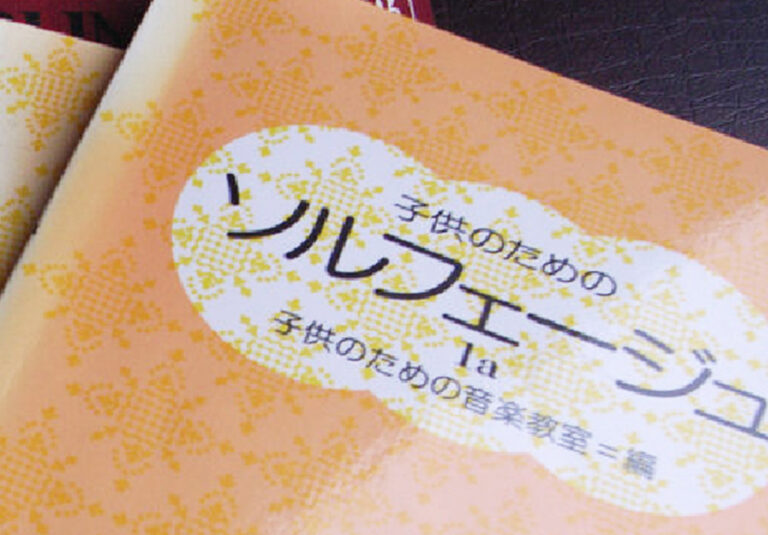 子供のための
ソルフェージュ
1a
子供のための音楽教室=編